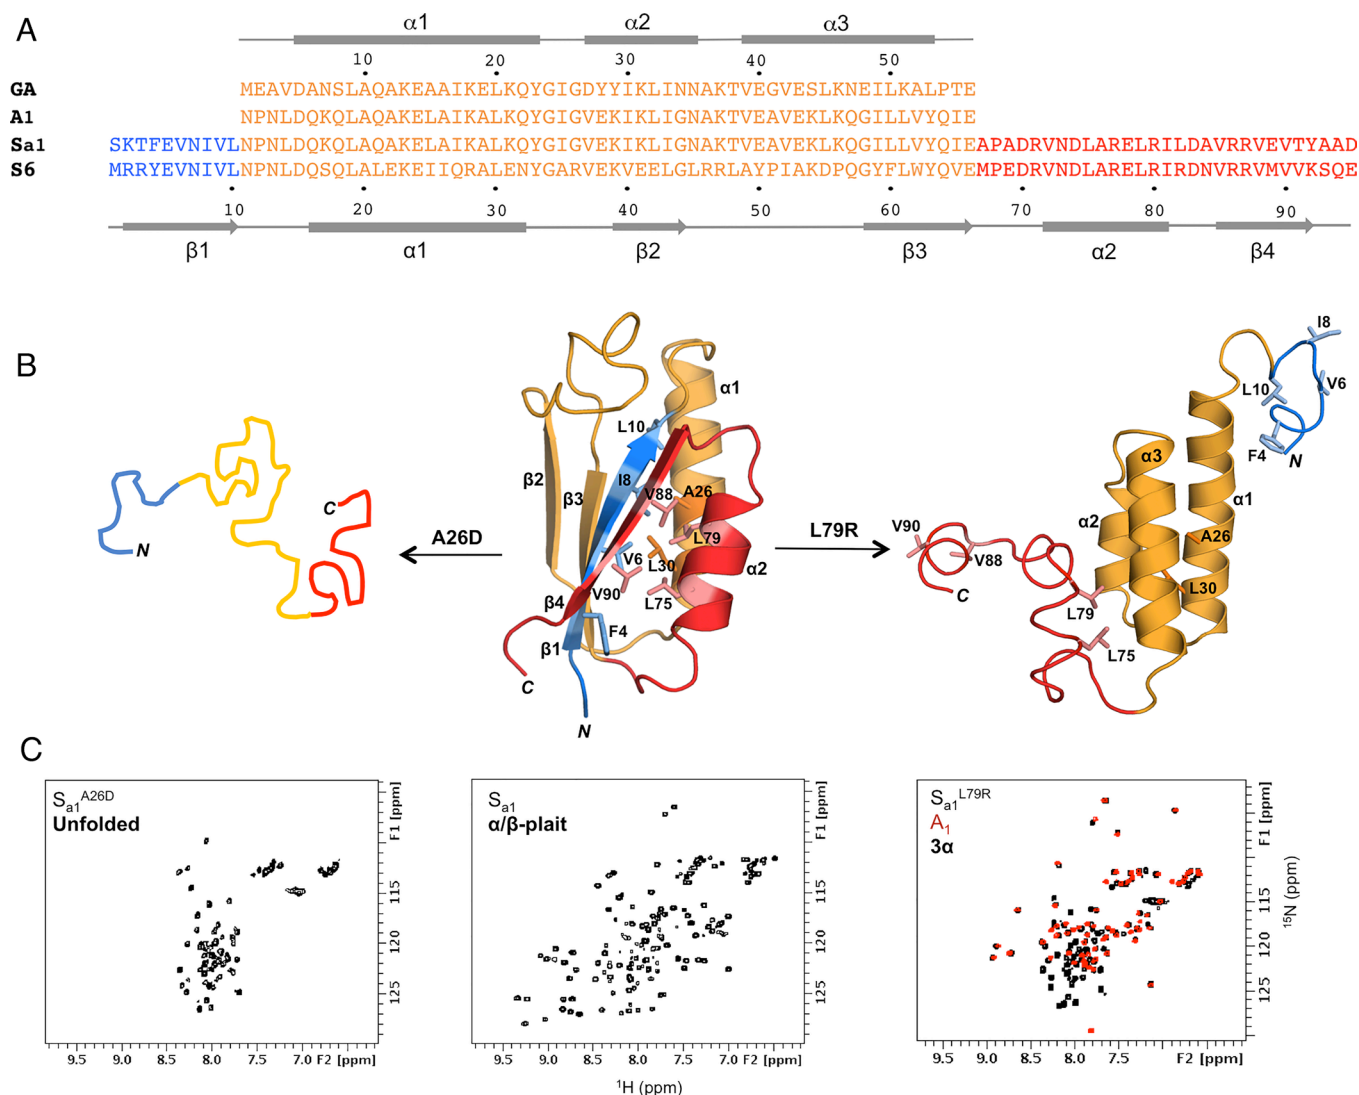 A
α1 α2 α3
10 20 30 40 50
GA MEAVDANSLAQAKEAAIKELKQYGIGDYYIKLINNAKTVEGVESLKNEILKALPTE
A1 NPNLDQKQLAQAKELAIKALKQYGIGVEKIKLIGNAKTVEAVEKLKQGILLVYQIE
Sa1 SKTFEVNIVLNPNLDQKQLAQAKELAIKALKQYGIGVEKIKLIGNAKTVEAVEKLKQGILLVYQIEAPADRVNDLARELRILDAVRRVEVTYAAD
S6 MRRYEVNIVLNPNLDQSQLALEKEIIQRALENYGARVEKVEELGLRRLAYPIAKDPQGYFLWYQVEMPEDRVNDLARELRIRDNVRRVMVVKSQE
10 20 30 40 50 60 70 80 90
β1 α1 β2 β3 α2 β4
B
N
C
A26D
L10
α1
β2
β3
I8
V88
A26
L79
V6
L30
α2
V90
L75
β4
F4
β1
C
N
L79R
I8
L10
V6
F4
N
α3
α1
α2
V90
A26
V88
C
L30
L79
L75
C
Sa1A26D
Unfolded
F1 [ppm]
115
120
125
9.5 9.0 8.5 8.0 7.5 7.0 F2 [ppm]
Sa1
α/β-plait
F1 [ppm]
115
120
125
9.5 9.0 8.5 8.0 7.5 7.0 F2 [ppm]
1H (ppm)
Sa1L79R
A1
3α
F1 [ppm]
115
120
125
9.5 9.0 8.5 8.0 7.5 F2 [ppm]
15N (ppm)